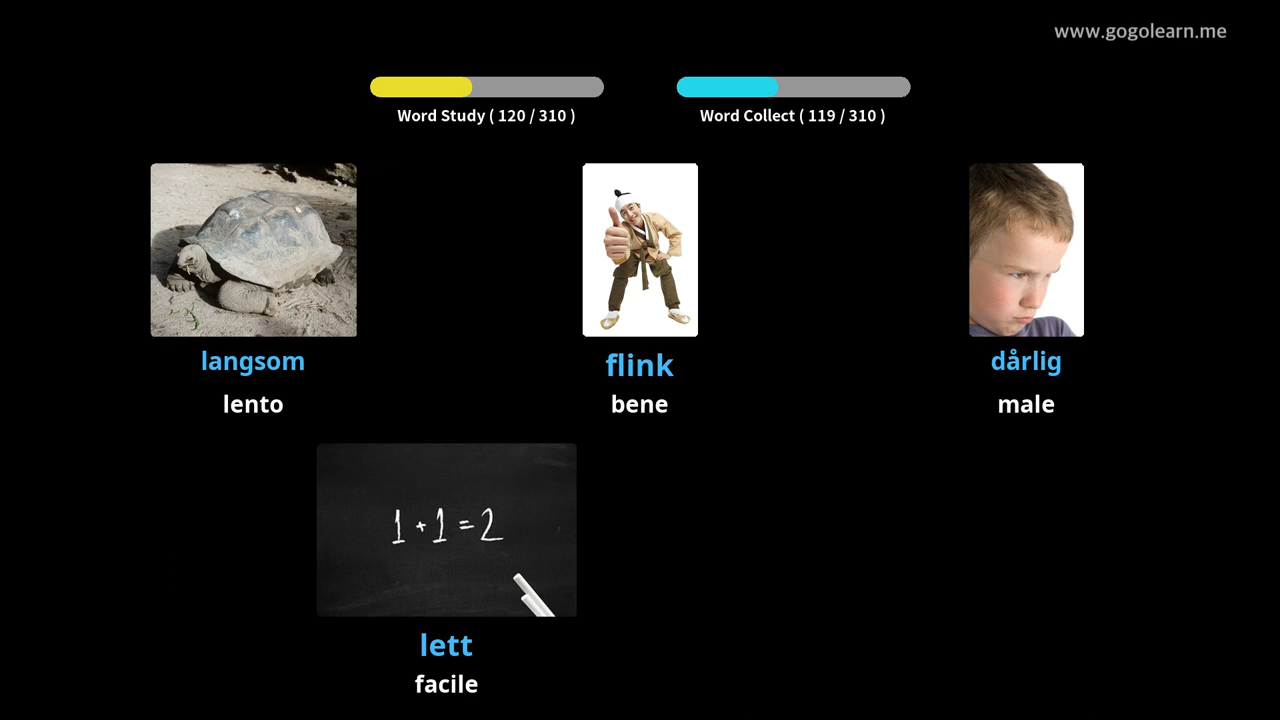 www.gogolearn.me
Word Study ( 120 / 310 )
Word Collect ( 119 / 310 )
langsom
lento
flink
bene
dårlig
male
1 + 1 = 2
lett
facile